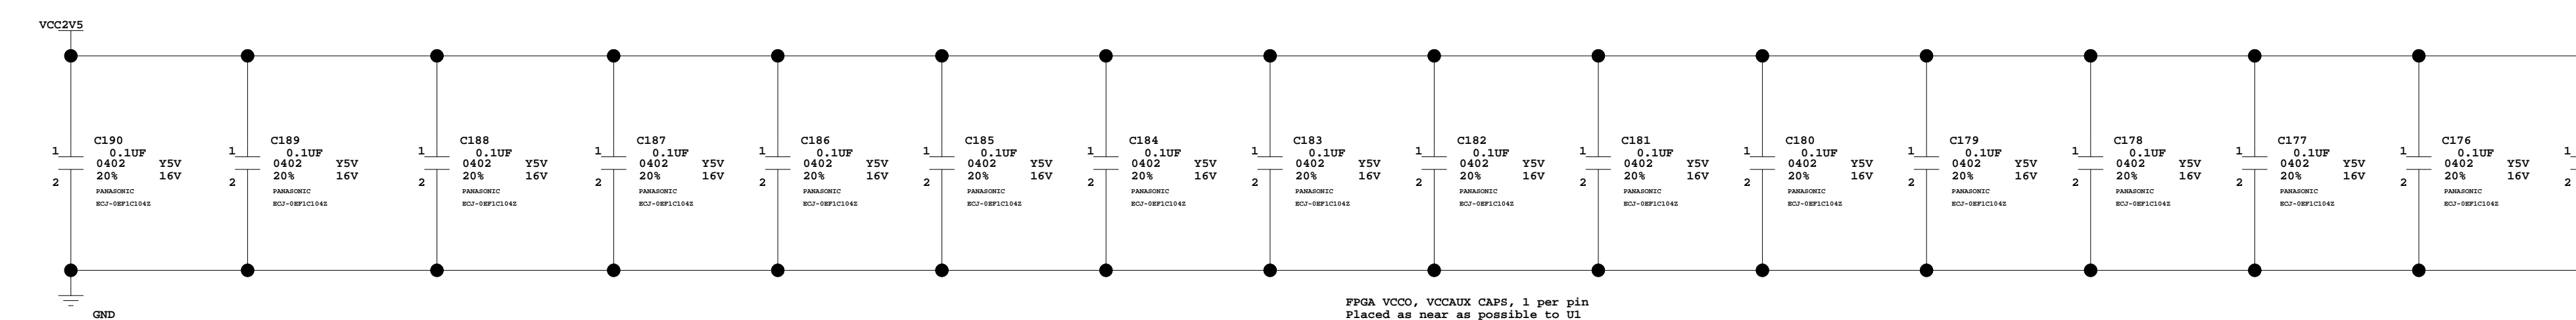 VCC2V5
C190
1 0.1UF
0402 Y5V
20% 16V
2
PANASONIC
ECJ-0EF1C104Z
C189
1 0.1UF
0402 Y5V
20% 16V
2
PANASONIC
ECJ-0EF1C104Z
C188
1 0.1UF
0402 Y5V
20% 16V
2
PANASONIC
ECJ-0EF1C104Z
C187
1 0.1UF
0402 Y5V
20% 16V
2
PANASONIC
ECJ-0EF1C104Z
C186
1 0.1UF
0402 Y5V
20% 16V
2
PANASONIC
ECJ-0EF1C104Z
C185
1 0.1UF
0402 Y5V
20% 16V
2
PANASONIC
ECJ-0EF1C104Z
C184
1 0.1UF
0402 Y5V
20% 16V
2
PANASONIC
ECJ-0EF1C104Z
C183
1 0.1UF
0402 Y5V
20% 16V
2
PANASONIC
ECJ-0EF1C104Z
C182
1 0.1UF
0402 Y5V
20% 16V
2
PANASONIC
ECJ-0EF1C104Z
C181
1 0.1UF
0402 Y5V
20% 16V
2
PANASONIC
ECJ-0EF1C104Z
C180
1 0.1UF
0402 Y5V
20% 16V
2
PANASONIC
ECJ-0EF1C104Z
C179
1 0.1UF
0402 Y5V
20% 16V
2
PANASONIC
ECJ-0EF1C104Z
C178
1 0.1UF
0402 Y5V
20% 16V
2
PANASONIC
ECJ-0EF1C104Z
C177
1 0.1UF
0402 Y5V
20% 16V
2
PANASONIC
ECJ-0EF1C104Z
C176
1 0.1UF
0402 Y5V
20% 16V
2
PANASONIC
ECJ-0EF1C104Z
1
2
GND
FPGA VCCO, VCCAUX CAPS, 1 per pin
Placed as near as possible to U1